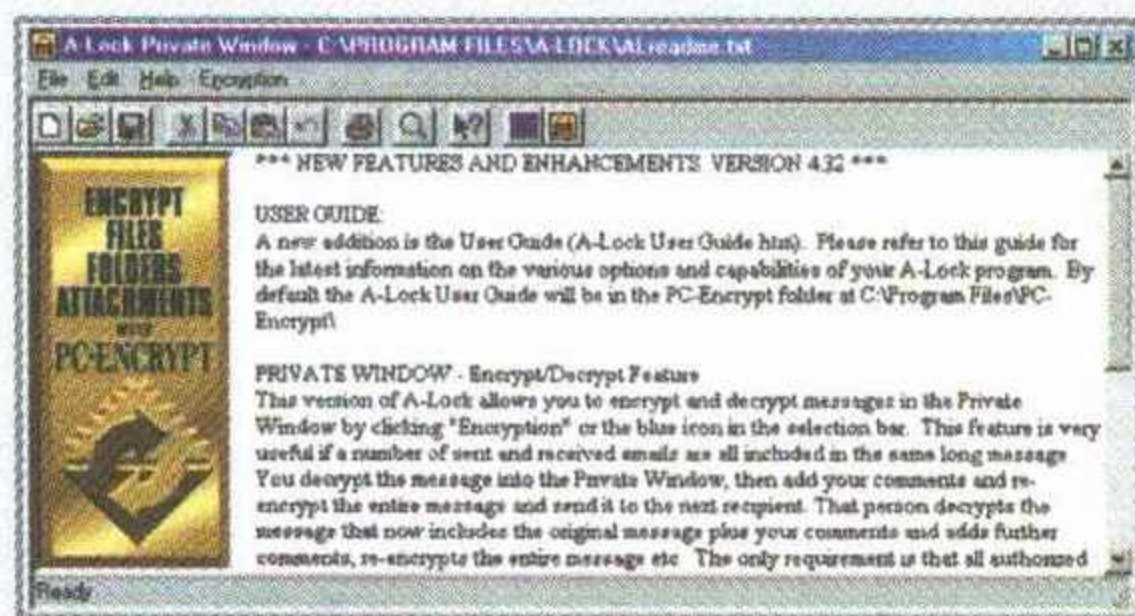 A Lock Private Window - C:\PROGRAM FILES\A-LOCK\ALreadme.txt
File Edit Help Encryption
ENCRYPT
FILES
FOLDERS
ATTACHMENTS
WITH
PC-ENCRYPT
*** NEW FEATURES AND ENHANCEMENTS VERSION 4.32 ***
USER GUIDE:
A new addition is the User Guide (A-Lock User Guide htm). Please refer to this guide for
the latest information on the various options and capabilities of your A-Lock program. By
default the A-Lock User Guide will be in the PC-Encrypt folder at C:\Program Files\PC-
Encrypt\
PRIVATE WINDOW - Encrypt/Decrypt Feature
This version of A-Lock allows you to encrypt and decrypt messages in the Private
Window by clicking "Encryption" or the blue icon in the selection bar. This feature is very
useful if a number of sent and received emails are all included in the same long message
You decrypt the message into the Private Window, then add your comments and re-
encrypt the entire message and send it to the next recipient. That person decrypts the
message that now includes the original message plus your comments and adds further
comments, re-encrypts the entire message etc The only requirement is that all authorized
Ready